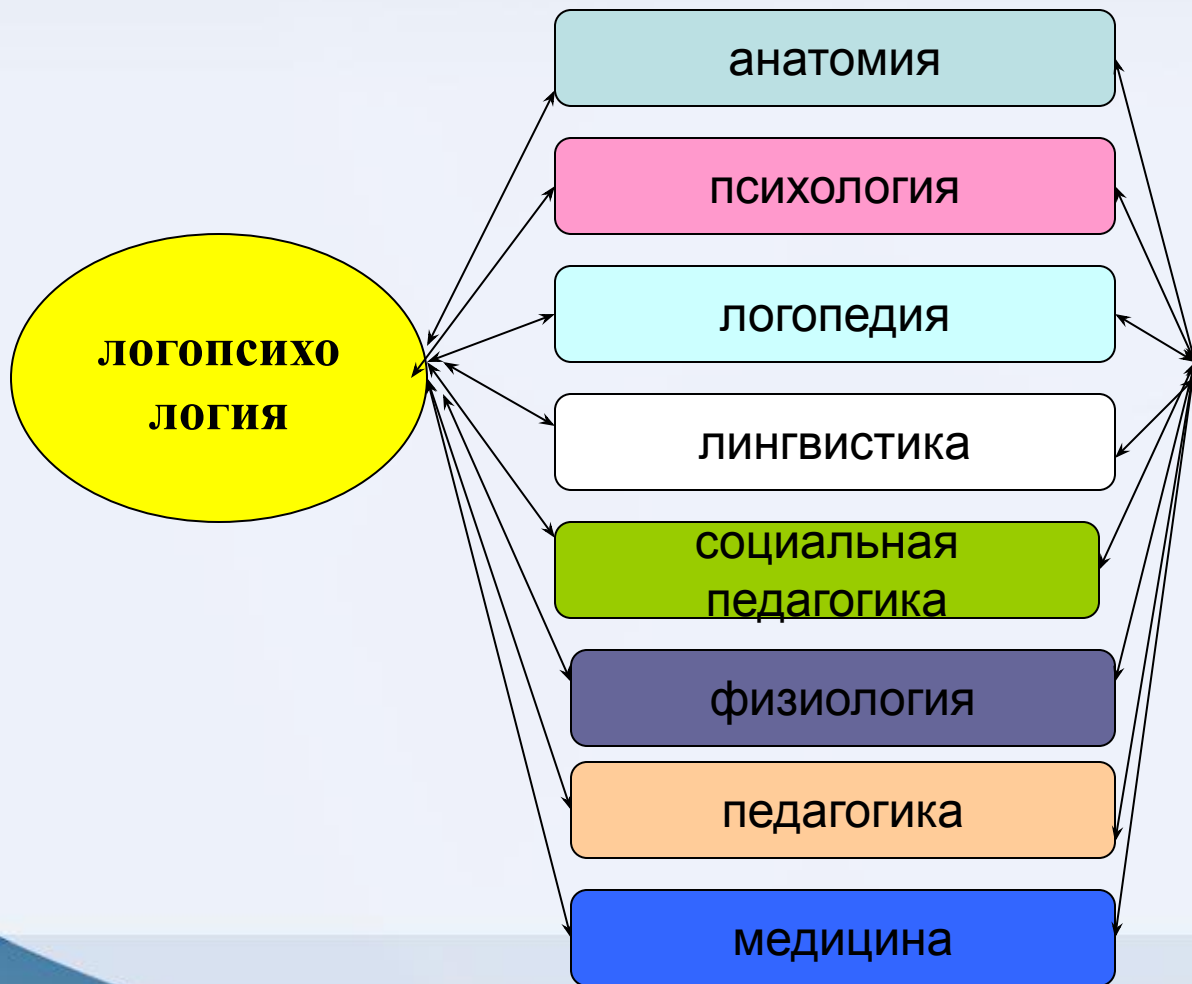 логопсихо
логия
анатомия
психология
логопедия
лингвистика
социальная
педагогика
физиология
педагогика
медицина